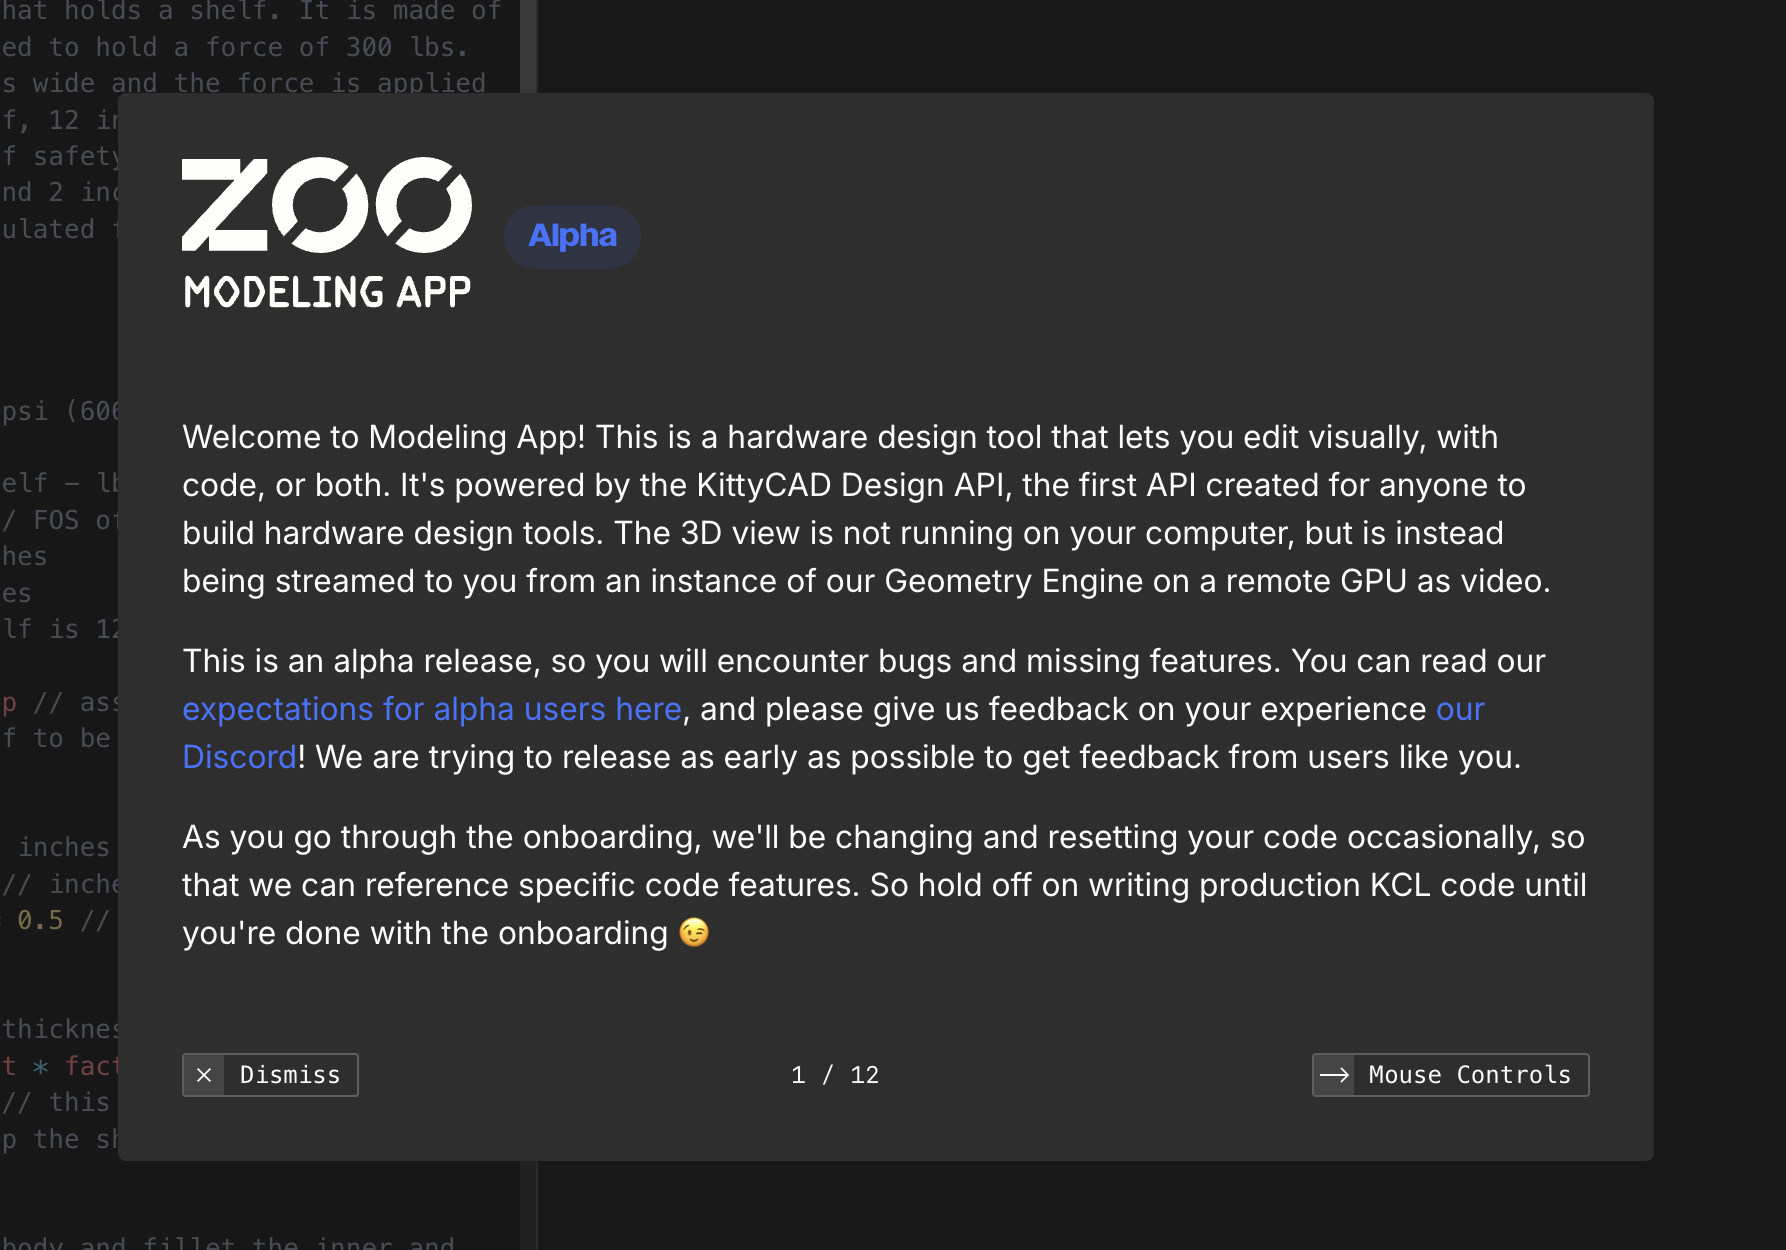 hat holds a shelf. It is made of
ed to hold a force of 300 lbs.
s wide and the force is applied
f, 12 in
f safety
nd 2 inc
ulated f
ZOO
MODELING APP
Alpha
psi (606
elf – lb
/ FOS of
hes
es
lf is 12
p // ass
f to be
inches
// inche
= 0.5 //
thicknes
t * fact
// this
p the sh
body and fillet the inner and
Welcome to Modeling App! This is a hardware design tool that lets you edit visually, with
code, or both. It's powered by the KittyCAD Design API, the first API created for anyone to
build hardware design tools. The 3D view is not running on your computer, but is instead
being streamed to you from an instance of our Geometry Engine on a remote GPU as video.
This is an alpha release, so you will encounter bugs and missing features. You can read our
expectations for alpha users here, and please give us feedback on your experience our
Discord! We are trying to release as early as possible to get feedback from users like you.
As you go through the onboarding, we'll be changing and resetting your code occasionally, so
that we can reference specific code features. So hold off on writing production KCL code until
you're done with the onboarding 😉
Dismiss
1 / 12
Mouse Controls